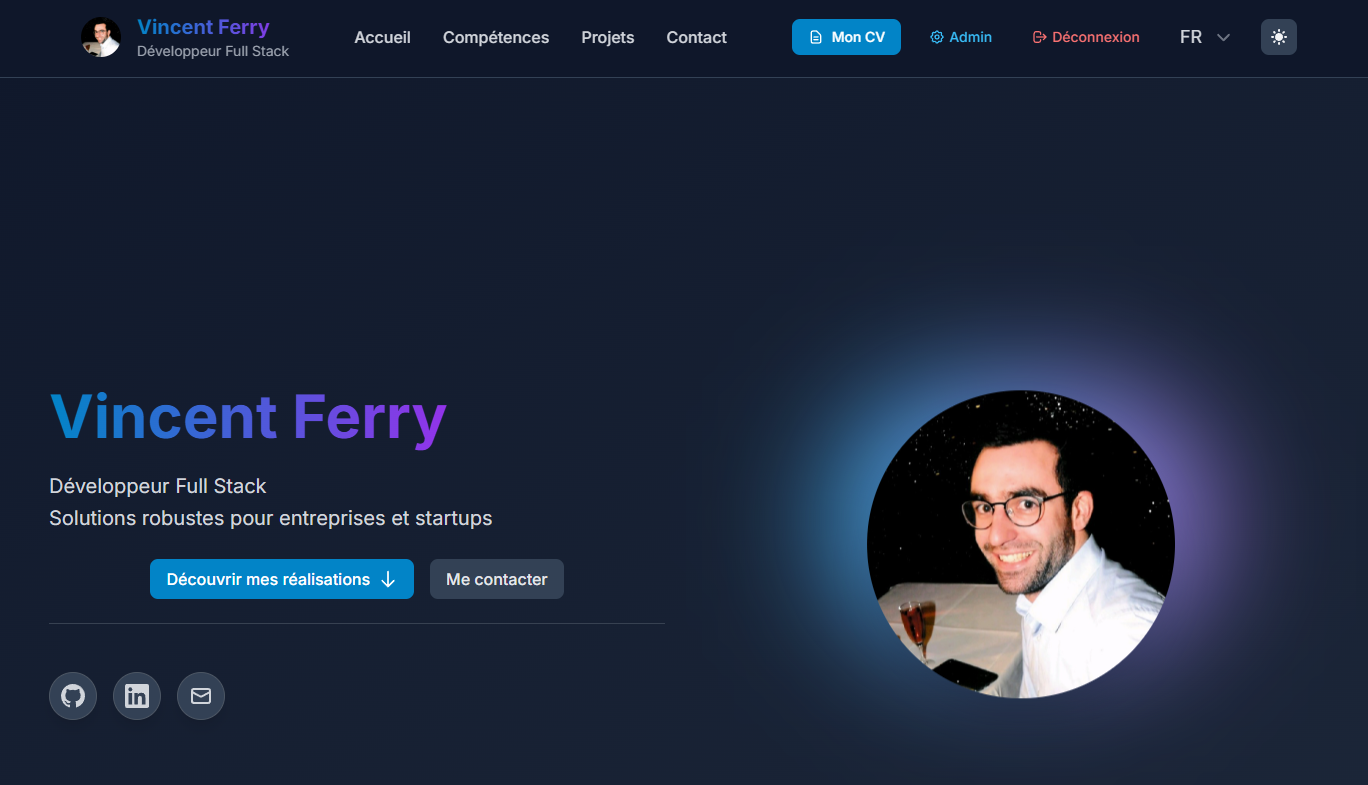 Vincent Ferry
Développeur Full Stack
Accueil Compétences Projets Contact Mon CV Admin Déconnexion FR
Vincent Ferry
Développeur Full Stack
Solutions robustes pour entreprises et startups
Découvrir mes réalisations Me contacter
in